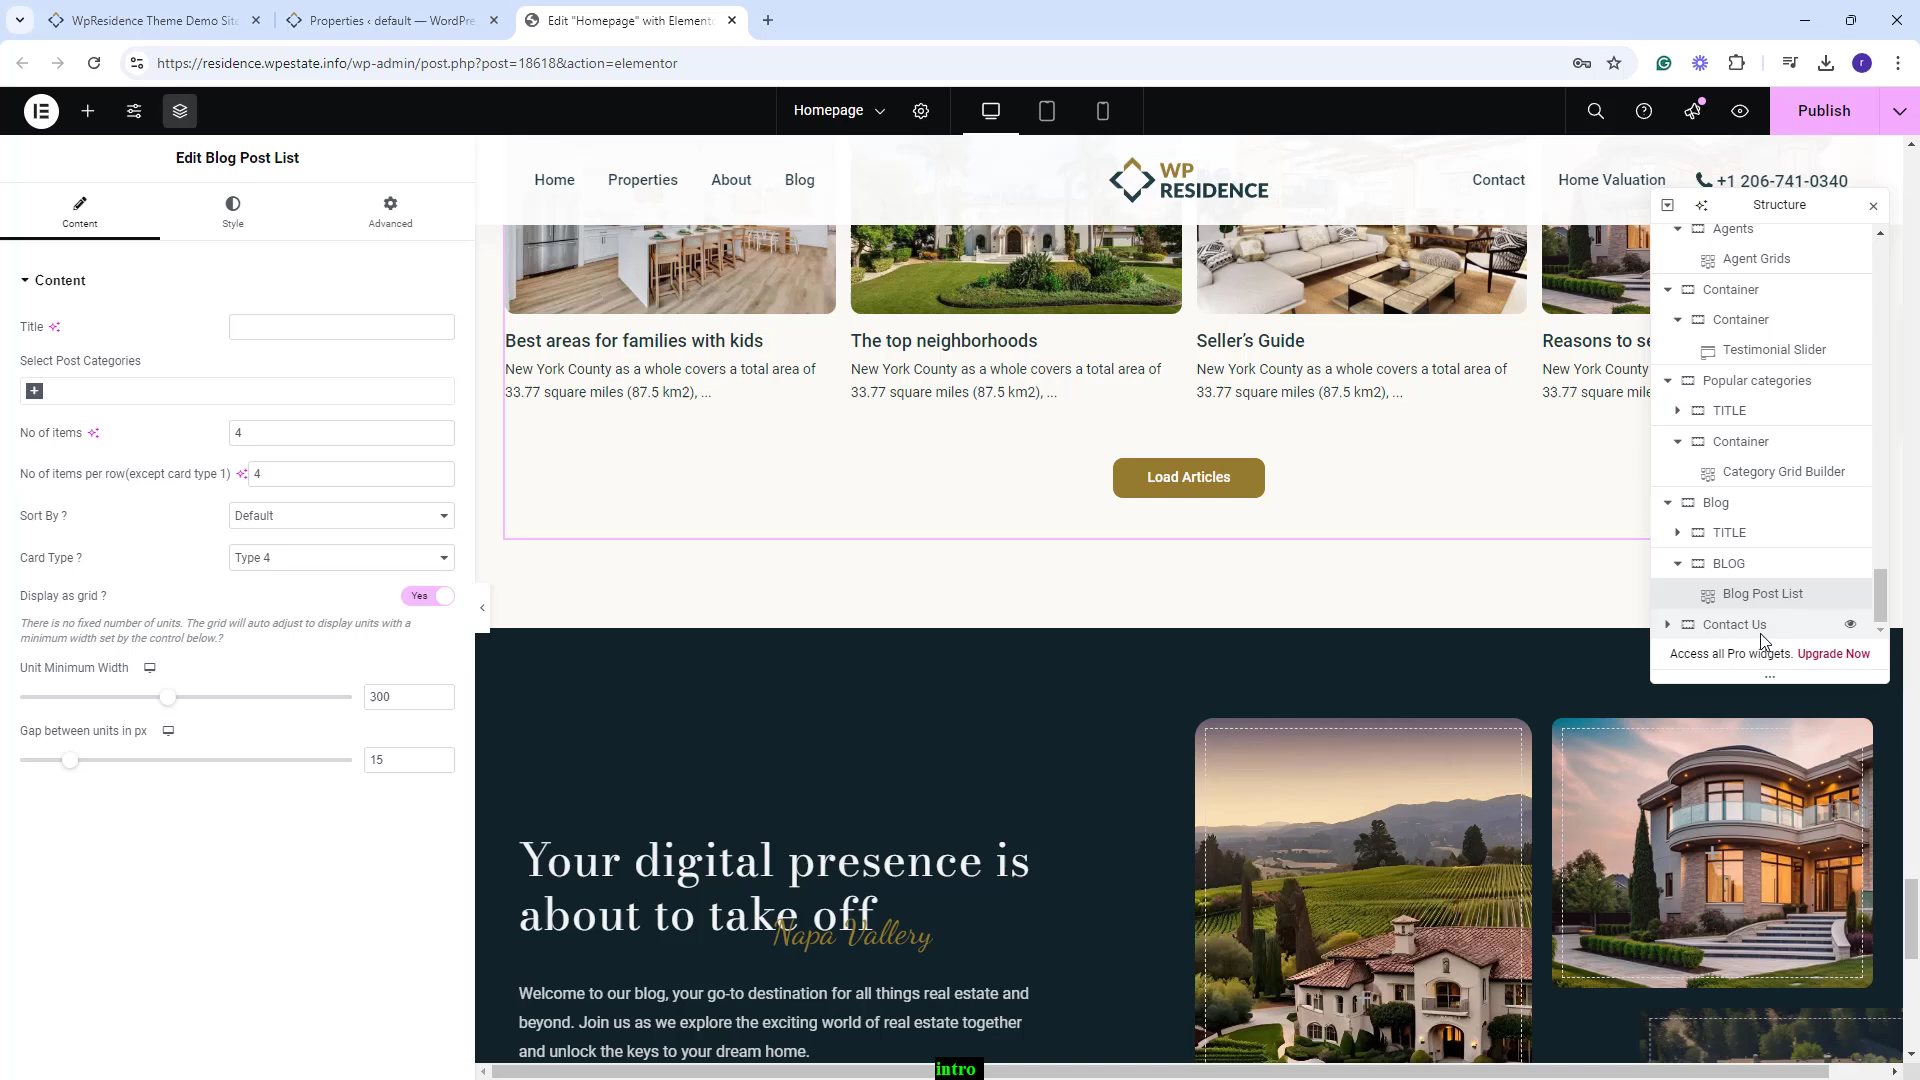 WpResidence Theme Demo Site
Properties ‹ default — WordPre
Edit "Homepage" with Elemento
https://residence.wpestate.info/wp-admin/post.php?post=18618&action=elementor
r
Homepage
Publish
Edit Blog Post List
Content
Style
Advanced
Content
Title
Select Post Categories
No of items
4
No of items per row(except card type 1)
4
Sort By ?
Default
Card Type ?
Type 4
Display as grid ?
Yes
There is no fixed number of units. The grid will auto adjust to display units with a
minimum width set by the control below.?
Unit Minimum Width
300
Gap between units in px
15
Home
Properties
About
Blog
WP
RESIDENCE
Contact
Home Valuation
+1 206-741-0340
Best areas for families with kids
New York County as a whole covers a total area of
33.77 square miles (87.5 km2), ...
The top neighborhoods
New York County as a whole covers a total area of
33.77 square miles (87.5 km2), ...
Seller's Guide
New York County as a whole covers a total area of
33.77 square miles (87.5 km2), ...
Reasons to se
New York County
33.77 square mil
Load Articles
Your digital presence is
about to take off
Napa Vallery
Welcome to our blog, your go-to destination for all things real estate and
beyond. Join us as we explore the exciting world of real estate together
and unlock the keys to your dream home.
Structure
Agents
Agent Grids
Container
Container
Testimonial Slider
Popular categories
TITLE
Container
Category Grid Builder
Blog
TITLE
BLOG
Blog Post List
Contact Us
Access all Pro widgets. Upgrade Now
intro